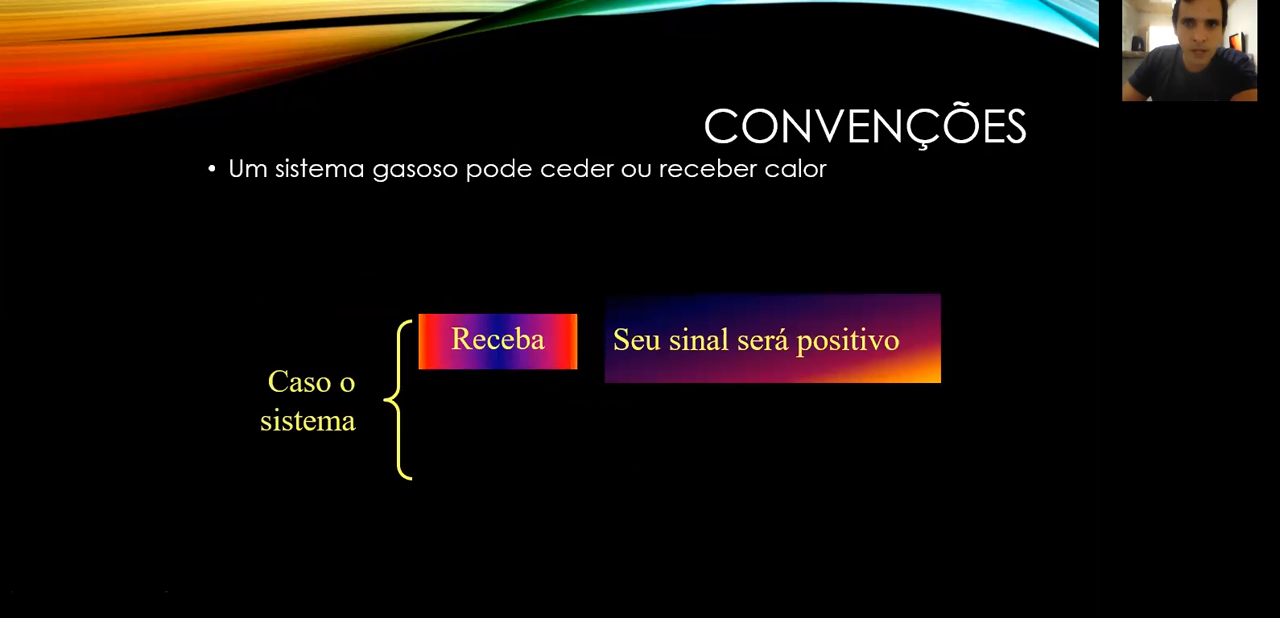 CONVENÇÕES
• Um sistema gasoso pode ceder ou receber calor
Receba
Seu sinal será positivo
Caso o
sistema